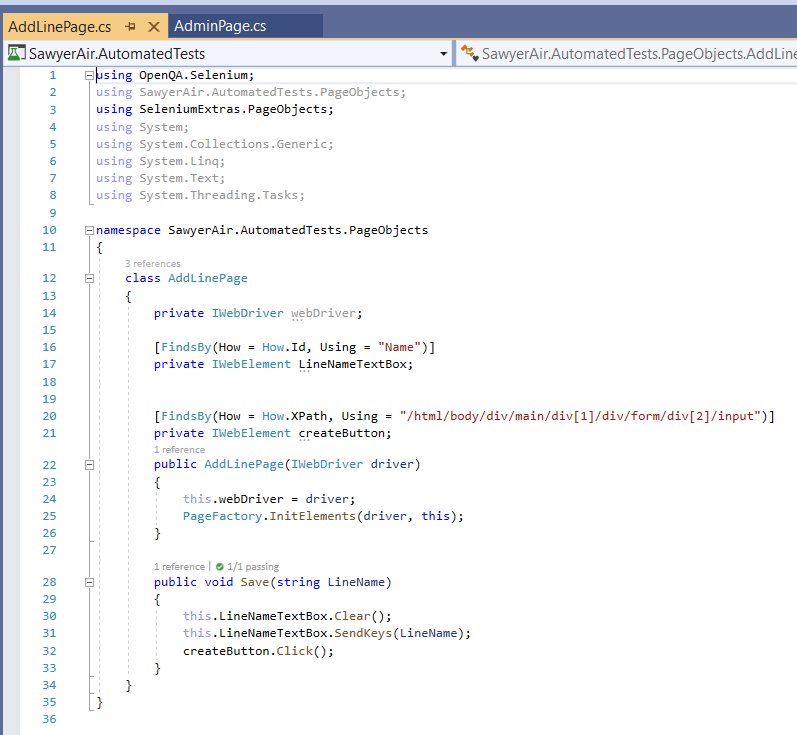 AddLinePage.cs AdminPage.cs
SawyerAir.AutomatedTests SawyerAir.AutomatedTests.PageObjects.AddLine
1 using OpenQA.Selenium;
2 using SawyerAir.AutomatedTests.PageObjects;
3 using SeleniumExtras.PageObjects;
4 using System;
5 using System.Collections.Generic;
6 using System.Linq;
7 using System.Text;
8 using System.Threading.Tasks;
9
10 namespace SawyerAir.AutomatedTests.PageObjects
11 {
3 references
12 class AddLinePage
13 {
14 private IWebDriver webDriver;
15
16 [FindsBy(How = How.Id, Using = "Name")]
17 private IWebElement LineNameTextBox;
18
19
20 [FindsBy(How = How.XPath, Using = "/html/body/div/main/div[1]/div/form/div[2]/input")]
21 private IWebElement createButton;
1 reference
22 public AddLinePage(IWebDriver driver)
23 {
24 this.webDriver = driver;
25 PageFactory.InitElements(driver, this);
26 }
27
1 reference | 1/1 passing
28 public void Save(string LineName)
29 {
30 this.LineNameTextBox.Clear();
31 this.LineNameTextBox.SendKeys(LineName);
32 createButton.Click();
33 }
34 }
35 }
36